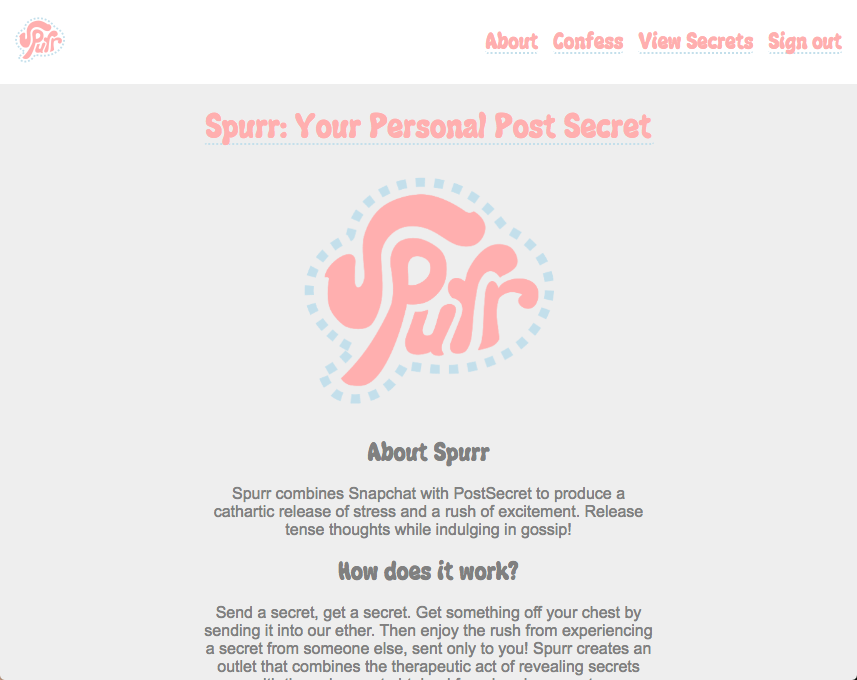 Spurr
About Confess View Secrets Sign out
Spurr: Your Personal Post Secret
Spurr
About Spurr
Spurr combines Snapchat with PostSecret to produce a
cathartic release of stress and a rush of excitement. Release
tense thoughts while indulging in gossip!
How does it work?
Send a secret, get a secret. Get something off your chest by
sending it into our ether. Then enjoy the rush from experiencing
a secret from someone else, sent only to you! Spurr creates an
outlet that combines the therapeutic act of revealing secrets